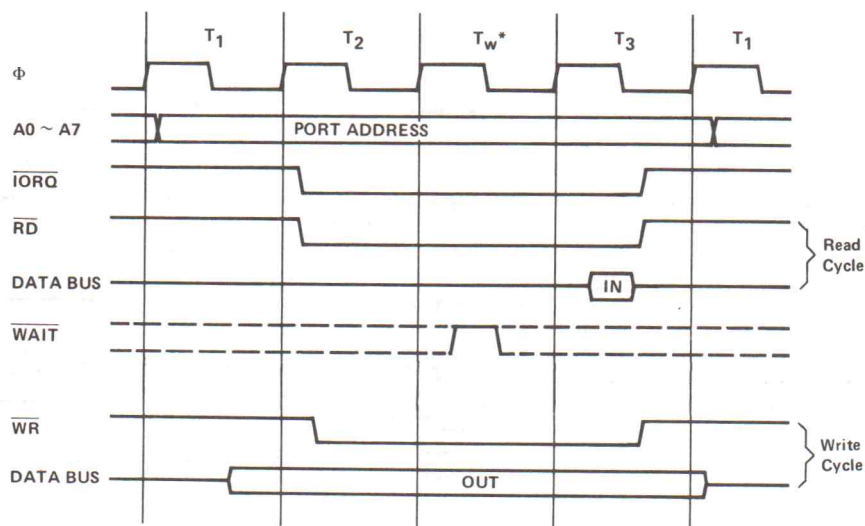 T1 T2 Tw* T3 T1
Φ
A0 ~ A7 PORT ADDRESS
IORQ
RD
Read
Cycle
DATA BUS IN
WAIT
WR
Write
Cycle
DATA BUS OUT